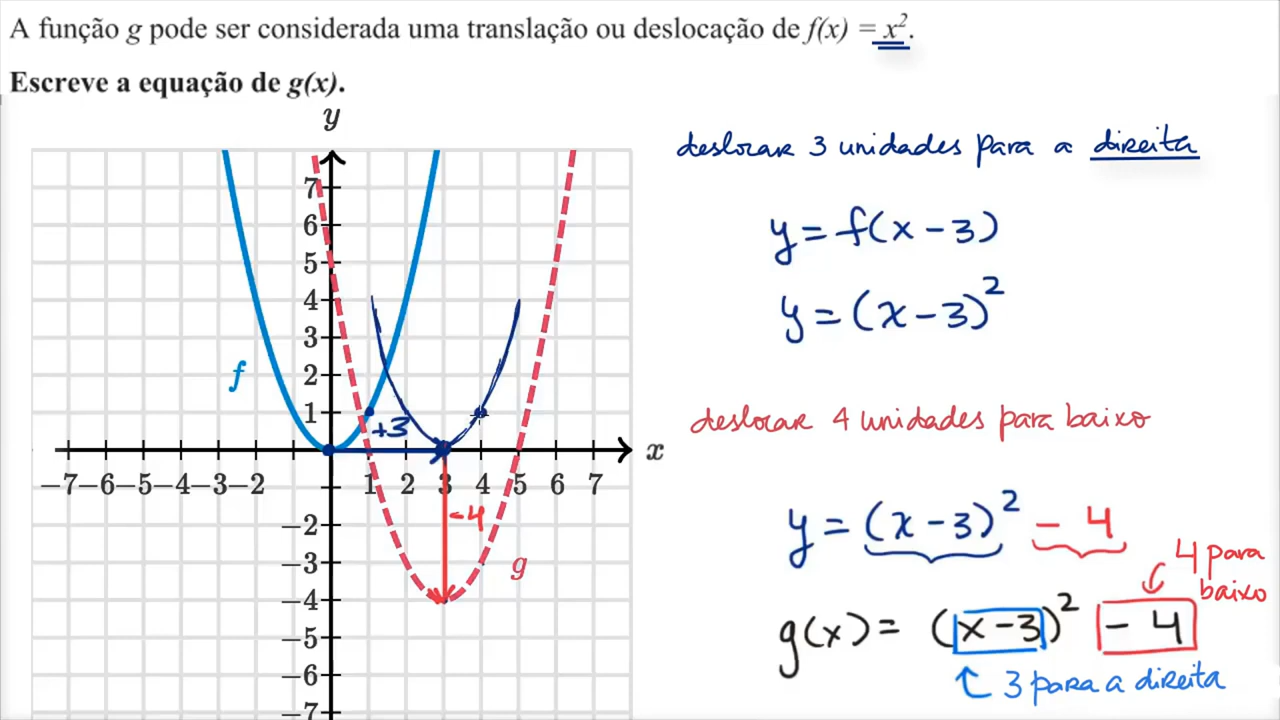 A função g pode ser considerada uma translação ou deslocação de f(x) = x².
Escreve a equação de g(x).
y
7
6
5
4
3
2
1
-7 -6 -5 -4 -3 -2 1 2 3 4 5 6 7
x
-2
-3
-4
-5
-6
-7
f
g
+3
-4
deslocar 3 unidades para a direita
y = f(x - 3)
y = (x - 3)²
deslocar 4 unidades para baixo
y = (x - 3)² - 4
4 para
baixo
g(x) = (x - 3)² - 4
3 para a direita